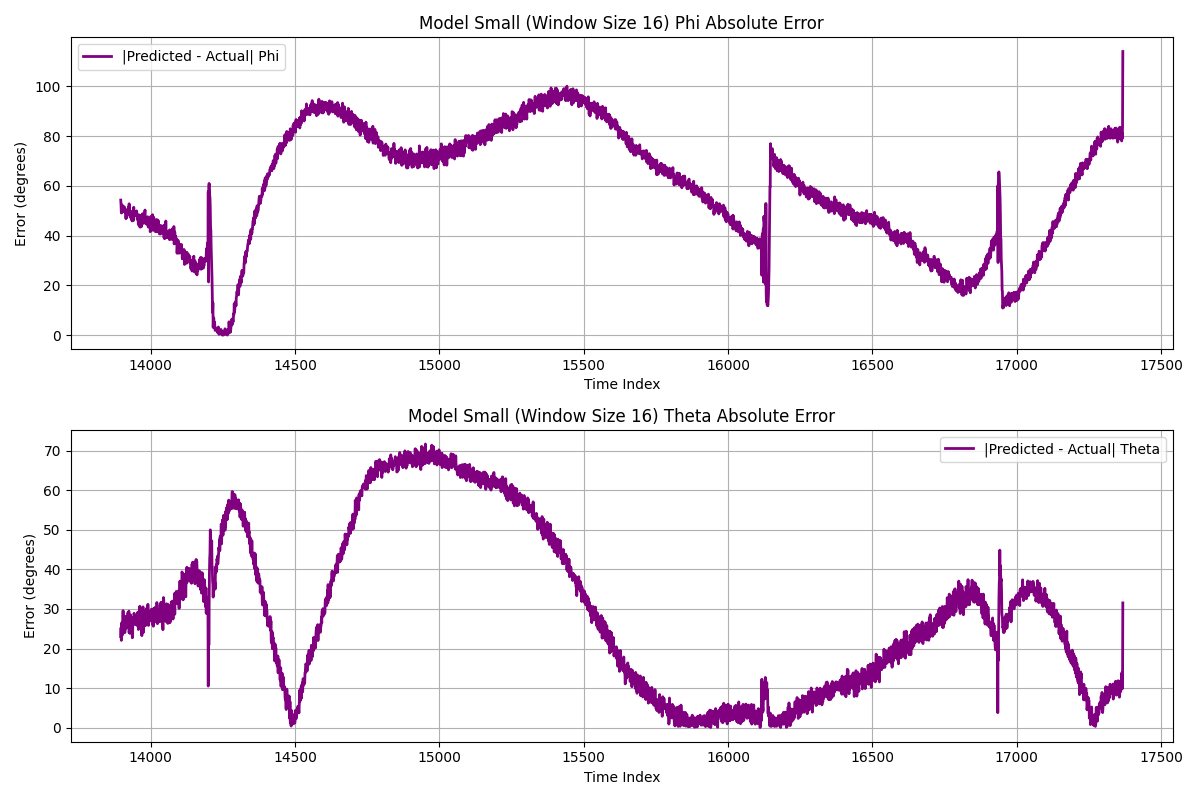 Model Small (Window Size 16) Phi Absolute Error
|Predicted - Actual| Phi
Error (degrees)
100
80
60
40
20
0
14000 14500 15000 15500 16000 16500 17000 17500
Time Index
Model Small (Window Size 16) Theta Absolute Error
|Predicted - Actual| Theta
Error (degrees)
70
60
50
40
30
20
10
0
14000 14500 15000 15500 16000 16500 17000 17500
Time Index